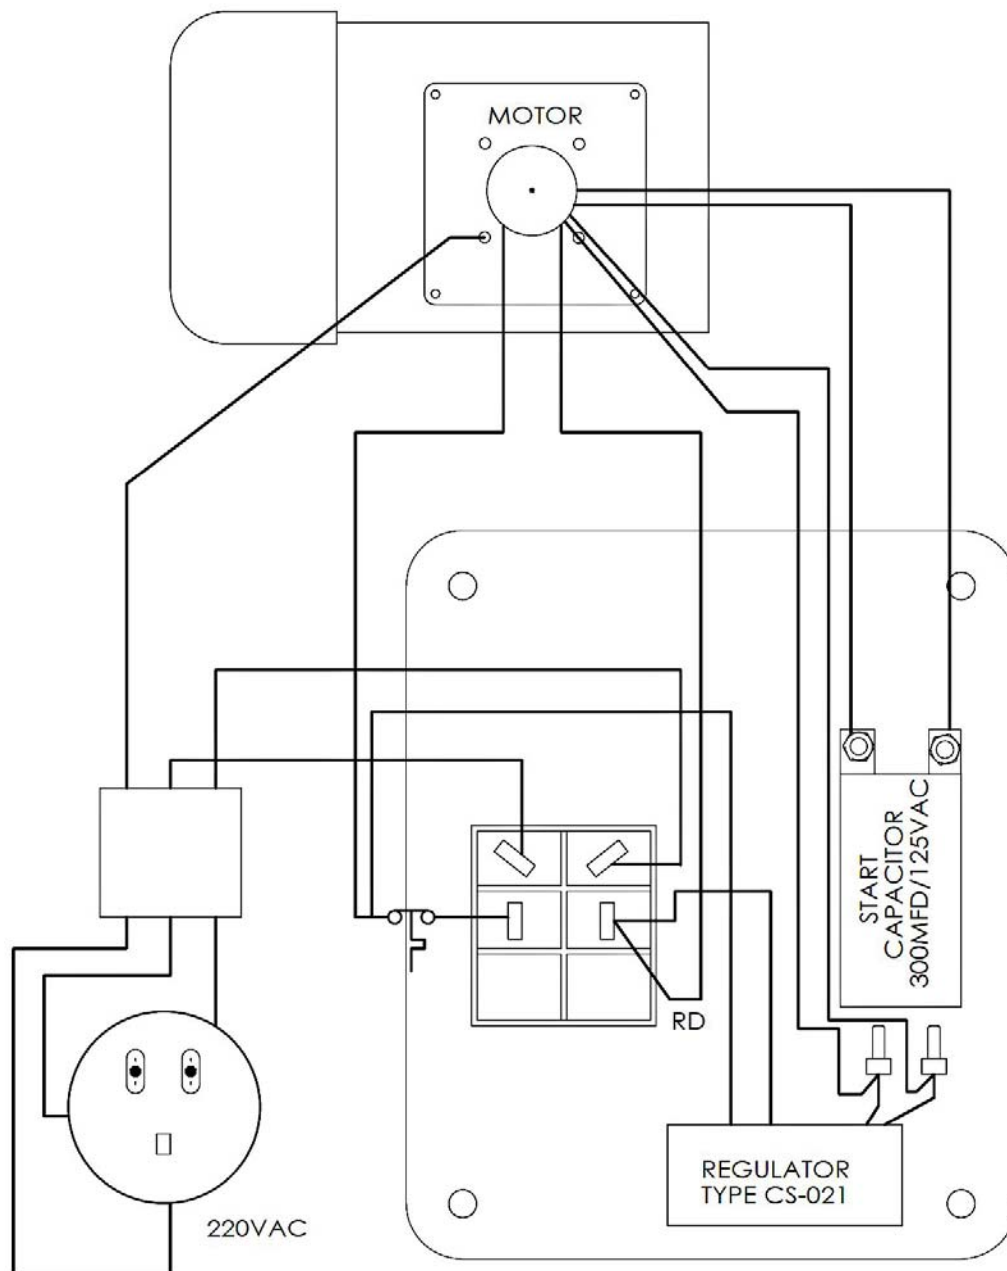 MOTOR
START
CAPACITOR
300MFD/125VAC
RD
REGULATOR
TYPE CS-021
220VAC